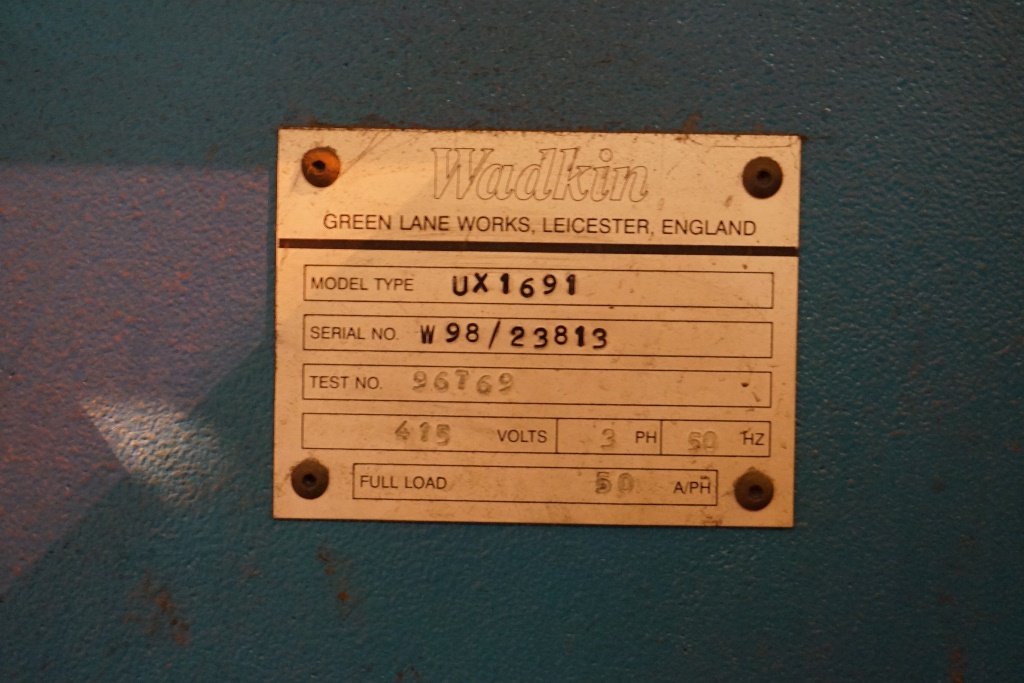 Wadkin
GREEN LANE WORKS, LEICESTER, ENGLAND
MODEL TYPE UX1691
SERIAL NO. W98/23813
TEST NO. 96769
415 VOLTS 3 PH 50 HZ
FULL LOAD 50 A/PH